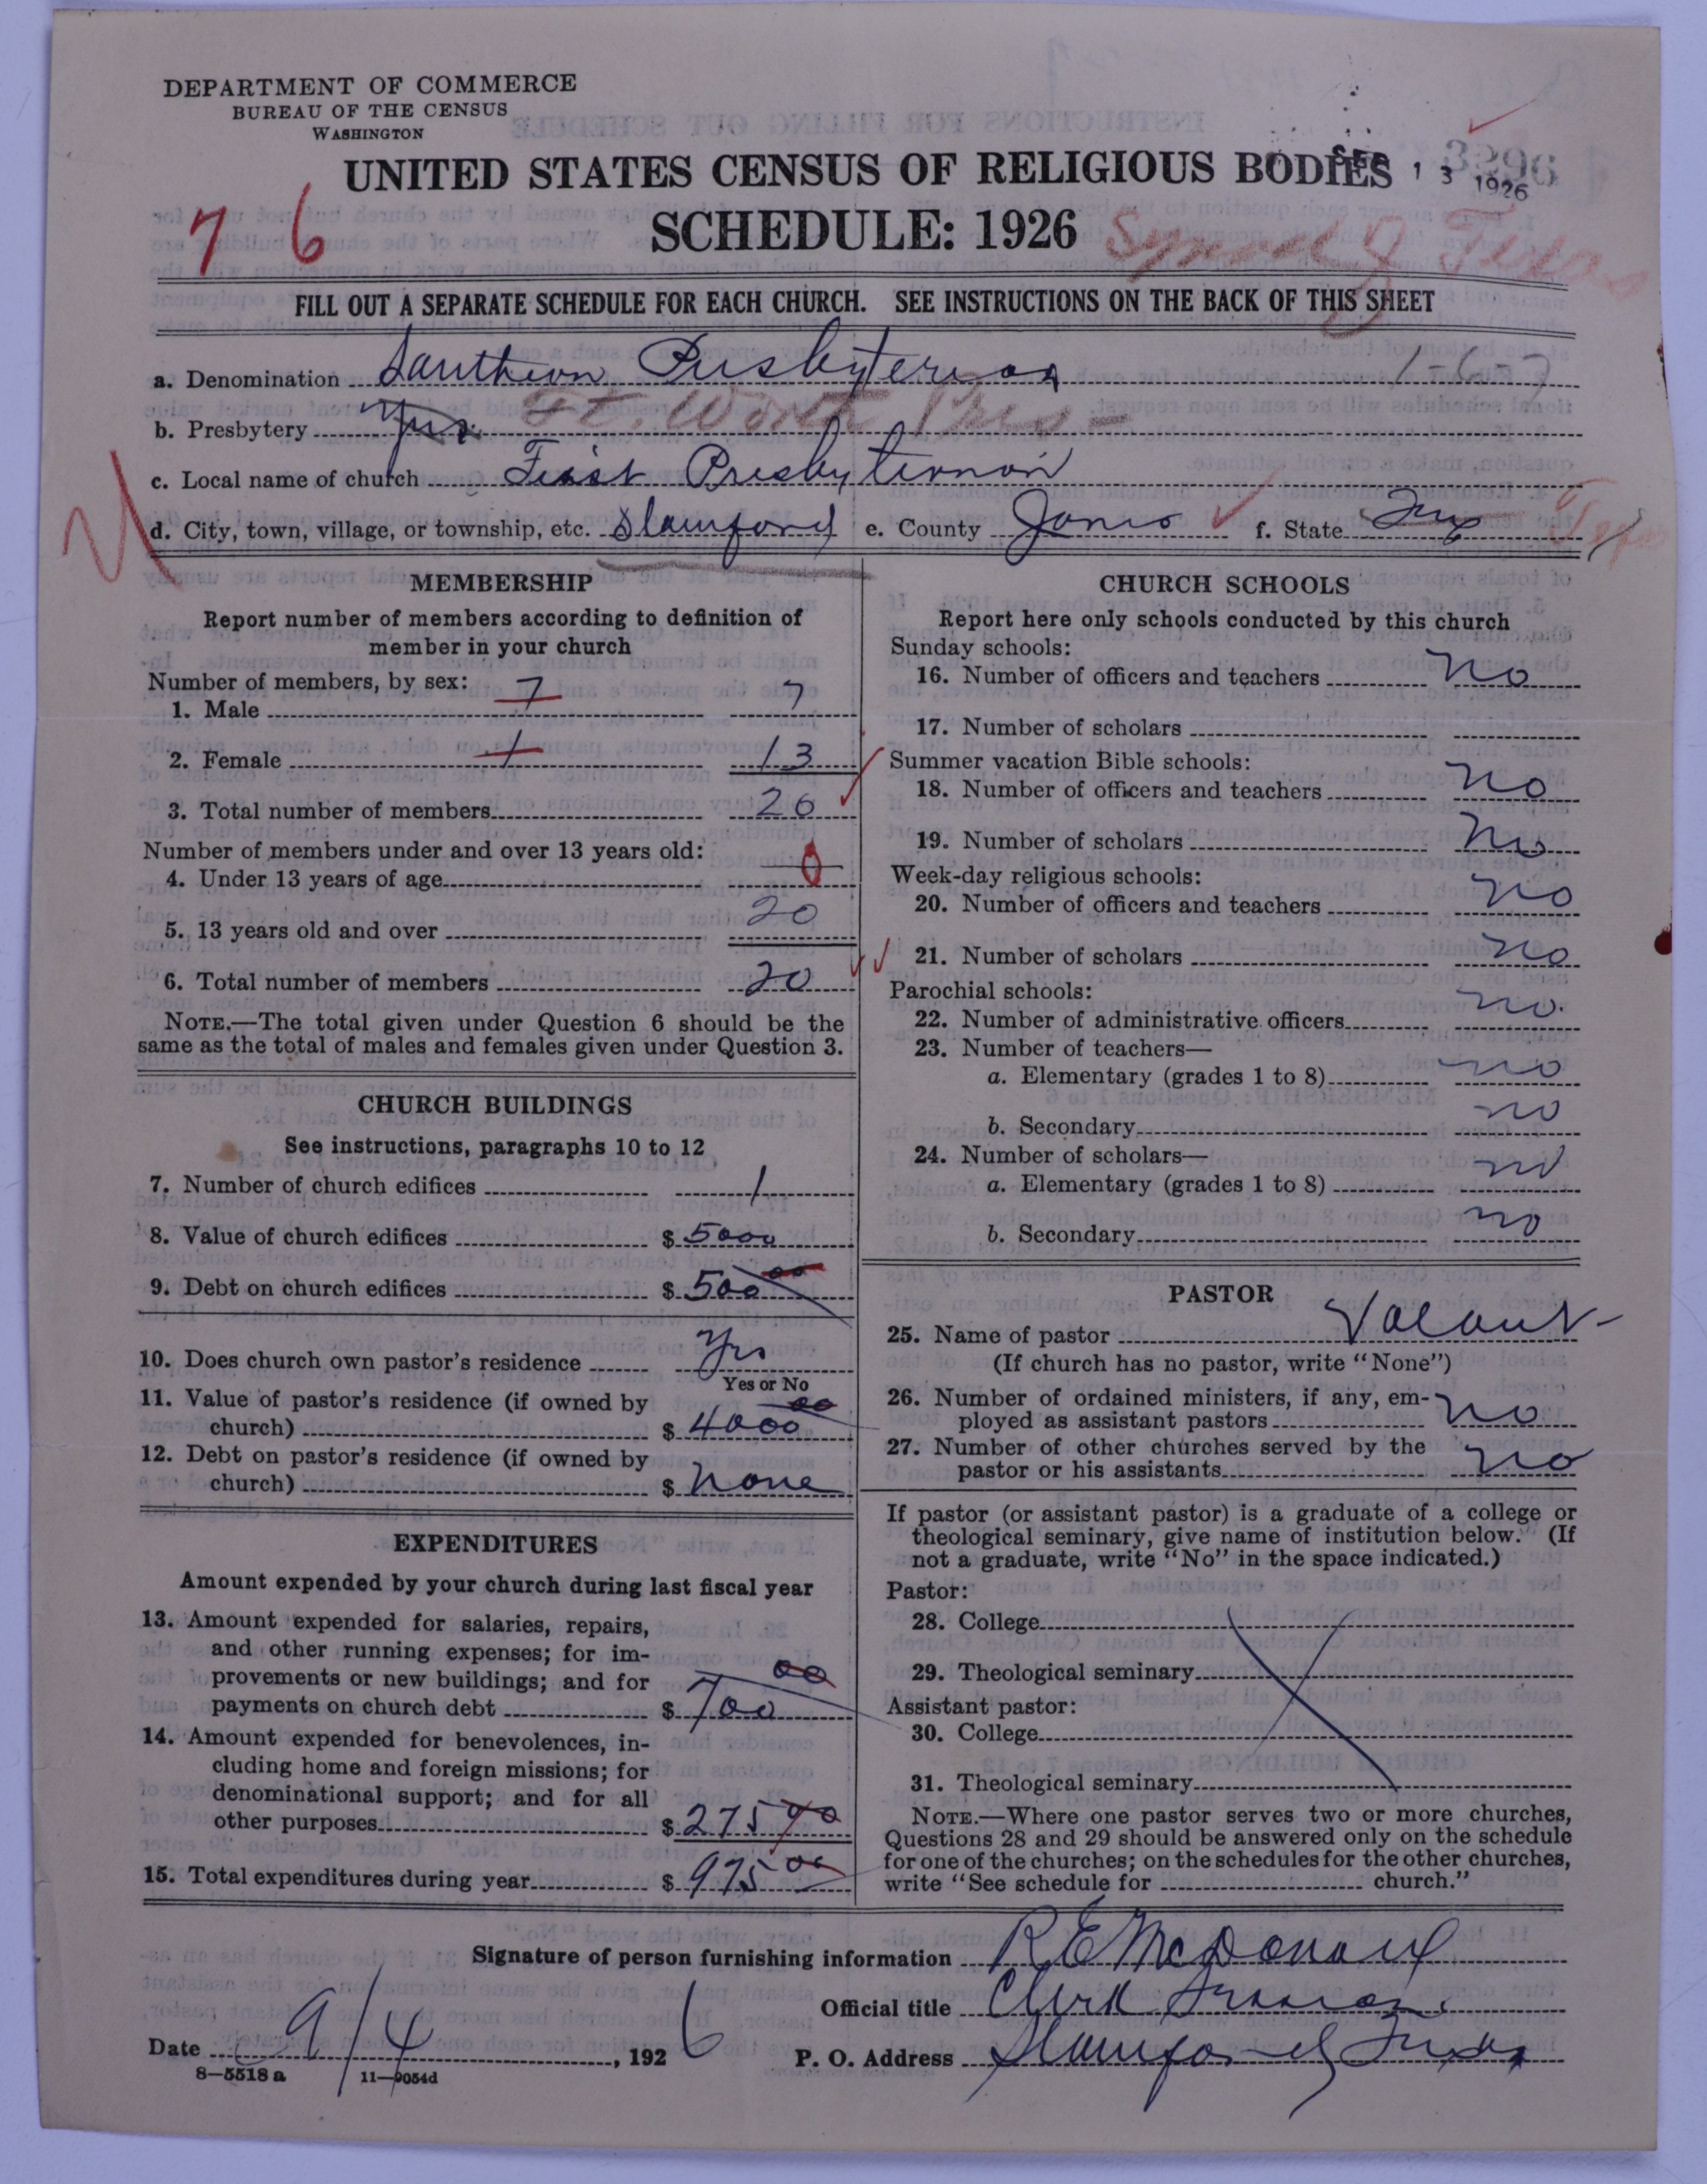 DEPARTMENT OF COMMERCE
BUREAU OF THE CENSUS
WASHINGTON
UNITED STATES CENSUS OF RELIGIOUS BODIES
SEP 13 1926
3296
SCHEDULE: 1926
76
Synod of Texas
FILL OUT A SEPARATE SCHEDULE FOR EACH CHURCH. SEE INSTRUCTIONS ON THE BACK OF THIS SHEET
a. Denomination Southern Presbyterian 1-67
b. Presbytery Yes Ft. Worth Pres-
c. Local name of church First Presbyterian
d. City, town, village, or township, etc. Stamford e. County Jones f. State Tex Texas
MEMBERSHIP
Report number of members according to definition of
member in your church
Number of members, by sex:
1. Male 7 7
2. Female 1 13
3. Total number of members 20
Number of members under and over 13 years old:
4. Under 13 years of age 0
5. 13 years old and over 20
6. Total number of members 20
NOTE.—The total given under Question 6 should be the
same as the total of males and females given under Question 3.
CHURCH BUILDINGS
See instructions, paragraphs 10 to 12
7. Number of church edifices 1
8. Value of church edifices $ 5000
9. Debt on church edifices $ 500 00
10. Does church own pastor's residence Yes
Yes or No
11. Value of pastor's residence (if owned by
church) $ 4000 00
12. Debt on pastor's residence (if owned by
church) $ none
EXPENDITURES
Amount expended by your church during last fiscal year
13. Amount expended for salaries, repairs,
and other running expenses; for im-
provements or new buildings; and for
payments on church debt $ 700 00
14. Amount expended for benevolences, in-
cluding home and foreign missions; for
denominational support; and for all
other purposes $ 275 00
15. Total expenditures during year $ 975 00
CHURCH SCHOOLS
Report here only schools conducted by this church
Sunday schools:
16. Number of officers and teachers no
17. Number of scholars
Summer vacation Bible schools:
18. Number of officers and teachers no
19. Number of scholars no
Week-day religious schools:
20. Number of officers and teachers no
21. Number of scholars no
Parochial schools:
22. Number of administrative officers no.
23. Number of teachers—
a. Elementary (grades 1 to 8) no
b. Secondary no
24. Number of scholars—
a. Elementary (grades 1 to 8) no
b. Secondary no
PASTOR
25. Name of pastor Vacant
(If church has no pastor, write "None")
26. Number of ordained ministers, if any, em-
ployed as assistant pastors no
27. Number of other churches served by the
pastor or his assistants no
If pastor (or assistant pastor) is a graduate of a college or
theological seminary, give name of institution below. (If
not a graduate, write "No" in the space indicated.)
Pastor:
28. College
29. Theological seminary
Assistant pastor:
30. College
31. Theological seminary
NOTE.—Where one pastor serves two or more churches,
Questions 28 and 29 should be answered only on the schedule
for one of the churches; on the schedules for the other churches,
write "See schedule for church."
Signature of person furnishing information R E McDonald
Official title Clerk Session
Date 9/4, 1926
P. O. Address Stamford Texas
8—5518 a 11—9054d